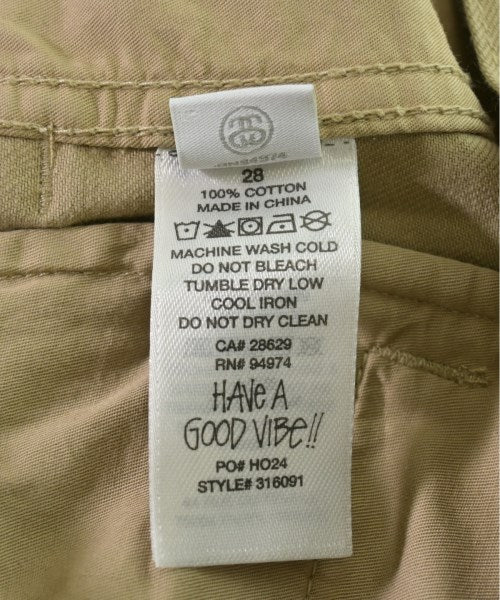 RN94974
28
100% COTTON
MADE IN CHINA
MACHINE WASH COLD
DO NOT BLEACH
TUMBLE DRY LOW
COOL IRON
DO NOT DRY CLEAN
CA# 28629
RN# 94974
HAVE A
GOOD VIBE!!
PO# HO24
STYLE# 316091